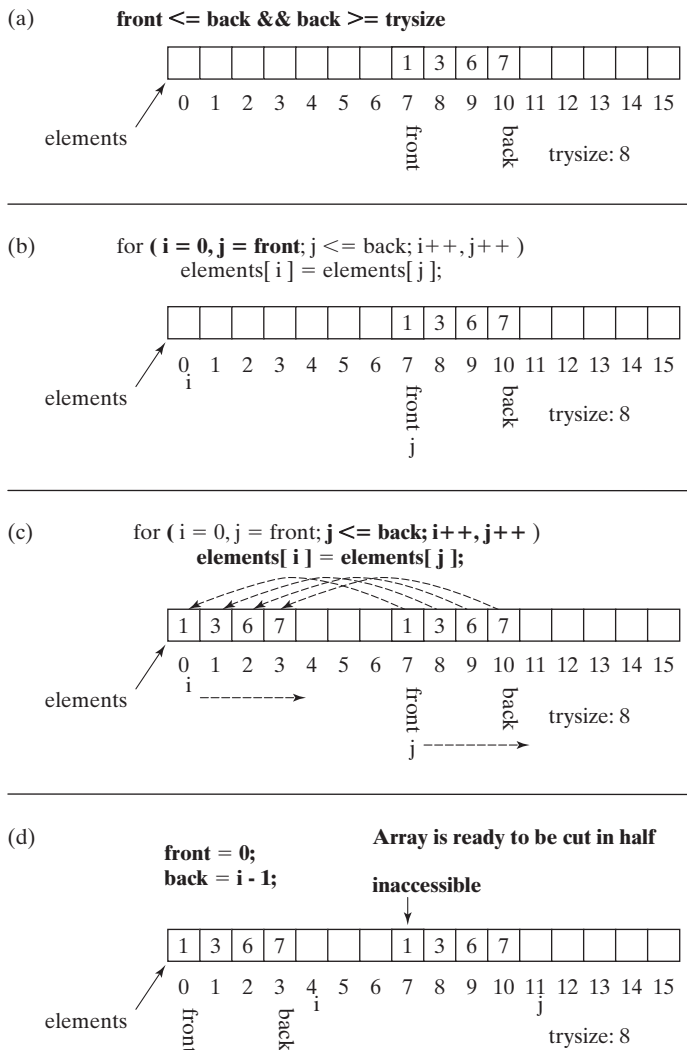 (a) front <= back && back >= trysize
1 3 6 7
0 1 2 3 4 5 6 7 8 9 10 11 12 13 14 15
elements
front
back
trysize: 8
(b) for ( i = 0, j = front; j <= back; i++, j++ )
elements[ i ] = elements[ j ];
1 3 6 7
0 1 2 3 4 5 6 7 8 9 10 11 12 13 14 15
i
elements
front
back
trysize: 8
j
(c) for ( i = 0, j = front; j <= back; i++, j++ )
elements[ i ] = elements[ j ];
1 3 6 7 1 3 6 7
0 1 2 3 4 5 6 7 8 9 10 11 12 13 14 15
i
elements
front
back
trysize: 8
j
(d) Array is ready to be cut in half
front = 0;
back = i - 1;
inaccessible
1 3 6 7 1 3 6 7
0 1 2 3 4 5 6 7 8 9 10 11 12 13 14 15
i
j
elements
front
back
trysize: 8